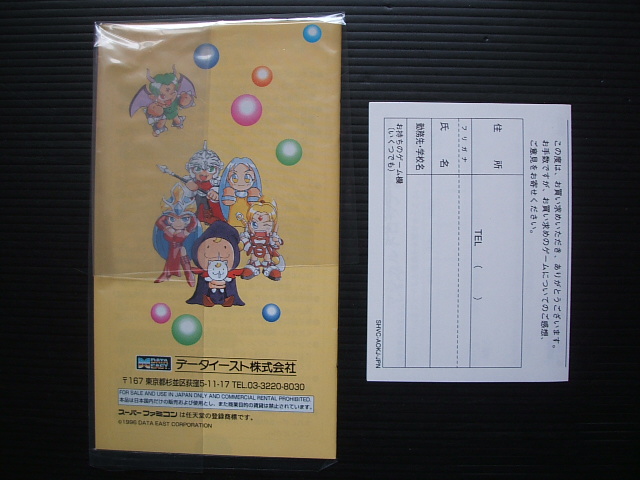 DATA EAST
データイースト株式会社
〒167 東京都杉並区荻窪5-11-17 TEL.03-3220-8030
FOR SALE AND USE IN JAPAN ONLY AND COMMERCIAL RENTAL PROHIBITED.
本品は日本国内だけの販売および使用とし、また商業目的の賃貸は禁止されています。
スーパーファミコンは任天堂の登録商標です。
©1996 DATA EAST CORPORATION
この度は、お買い求めいただき、ありがとうございます。
お手数ですが、お買い求めのゲームについてのご感想、
ご意見をお寄せください。
住所
TEL ( )
フリガナ
氏名
勤務先・学校名
お持ちのゲーム機
(いくつでも)
SHVC-AOKJ-JPN